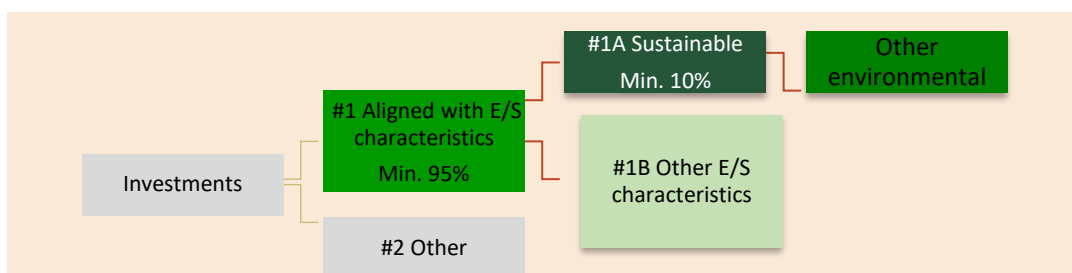 Investments
#1 Aligned with E/S
characteristics
Min. 95%
#2 Other
#1A Sustainable
Min. 10%
#1B Other E/S
characteristics
Other
environmental